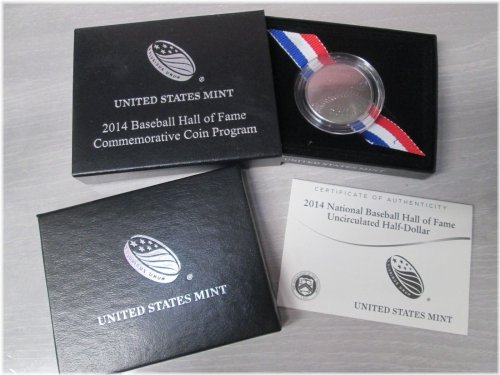 UNITED STATES MINT
2014 Baseball Hall of Fame
Commemorative Coin Program
CERTIFICATE OF AUTHENTICITY
2014 National Baseball Hall of Fame
Uncirculated Half-Dollar
UNITED STATES MINT
UNITED STATES MINT